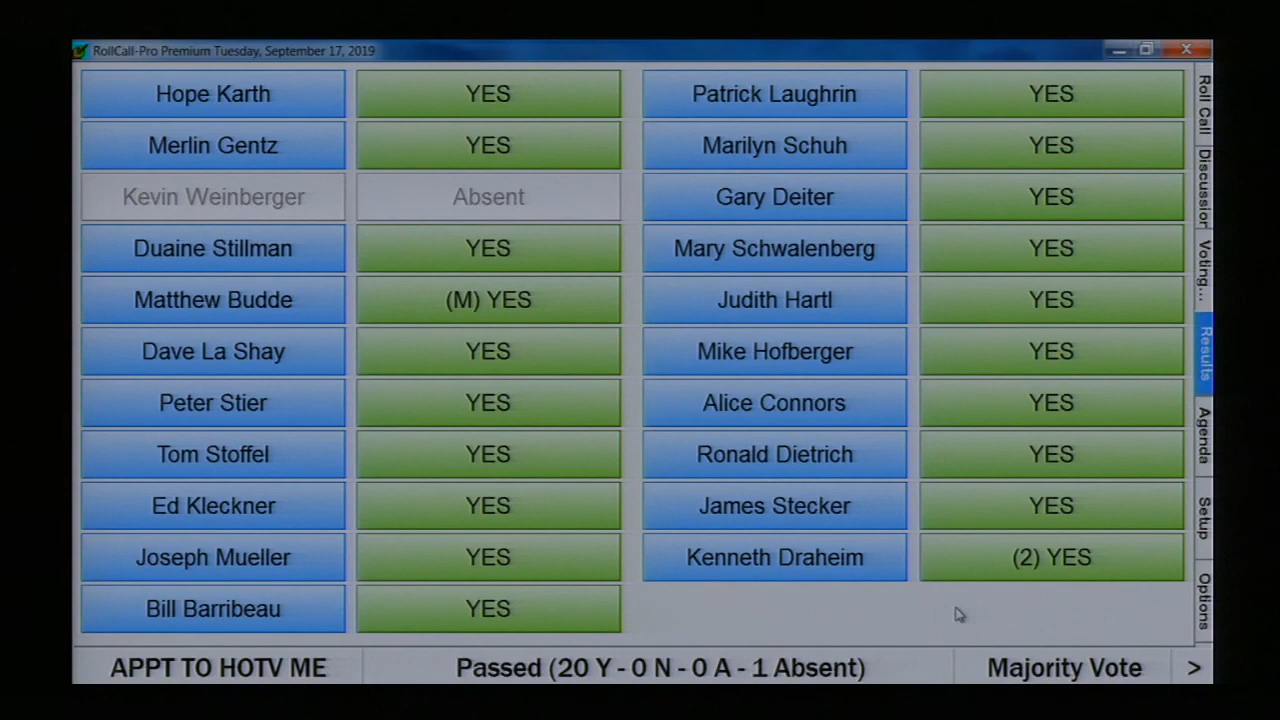 RollCall-Pro Premium Tuesday, September 17, 2019
Hope Karth YES Patrick Laughrin YES
Merlin Gentz YES Marilyn Schuh YES
Kevin Weinberger Absent Gary Deiter YES
Duaine Stillman YES Mary Schwalenberg YES
Matthew Budde (M) YES Judith Hartl YES
Dave La Shay YES Mike Hofberger YES
Peter Stier YES Alice Connors YES
Tom Stoffel YES Ronald Dietrich YES
Ed Kleckner YES James Stecker YES
Joseph Mueller YES Kenneth Draheim (2) YES
Bill Barribeau YES
APPT TO HOTV ME Passed (20 Y - 0 N - 0 A - 1 Absent) Majority Vote >
Roll Call
Discussion
Voting...
Results
Agenda
Setup
Options